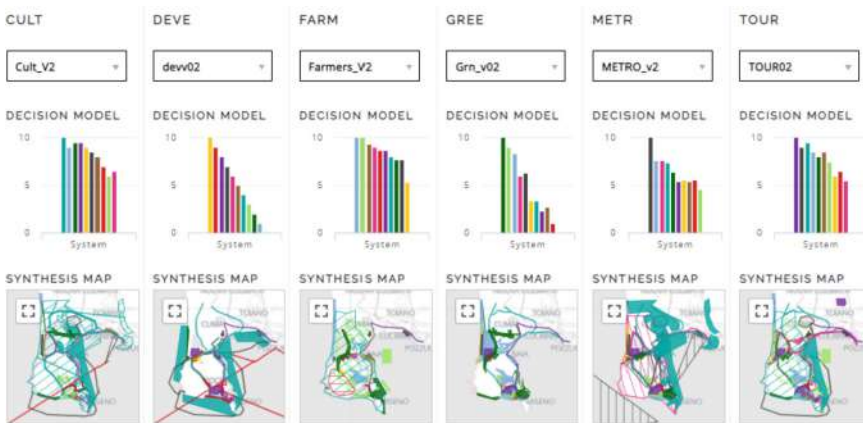 CULT DEVE FARM GREE METR TOUR
Cult_V2 devv02 Farmers_V2 Grn_v02 METRO_v2 TOUR02
DECISION MODEL DECISION MODEL DECISION MODEL DECISION MODEL DECISION MODEL DECISION MODEL
10 10 10 10 10 10
5 5 5 5 5 5
0 0 0 0 0 0
System System System System System System
SYNTHESIS MAP SYNTHESIS MAP SYNTHESIS MAP SYNTHESIS MAP SYNTHESIS MAP SYNTHESIS MAP